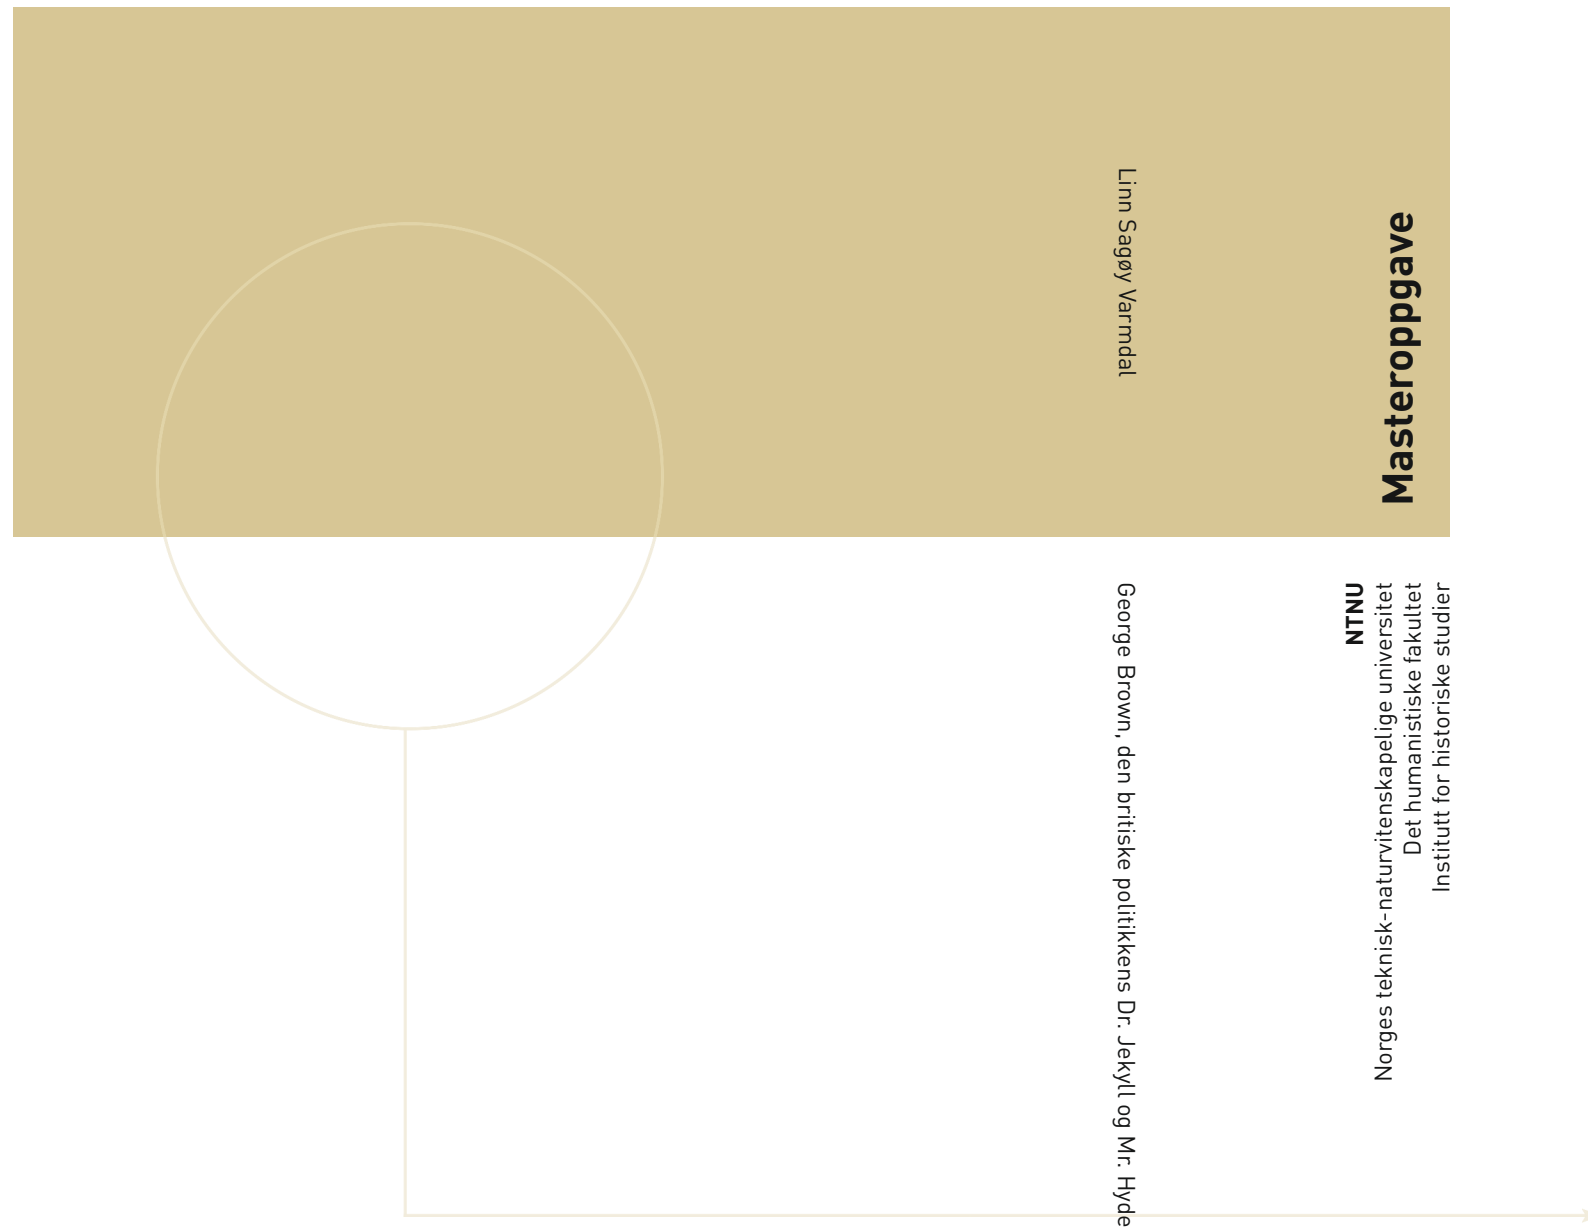 Masteroppgave
NTNU
Norges teknisk-naturvitenskapelige universitet
Det humanistiske fakultet
Institutt for historiske studier
Linn Sagøy Varmdal
George Brown, den britiske politikkens Dr. Jekyll og Mr. Hyde